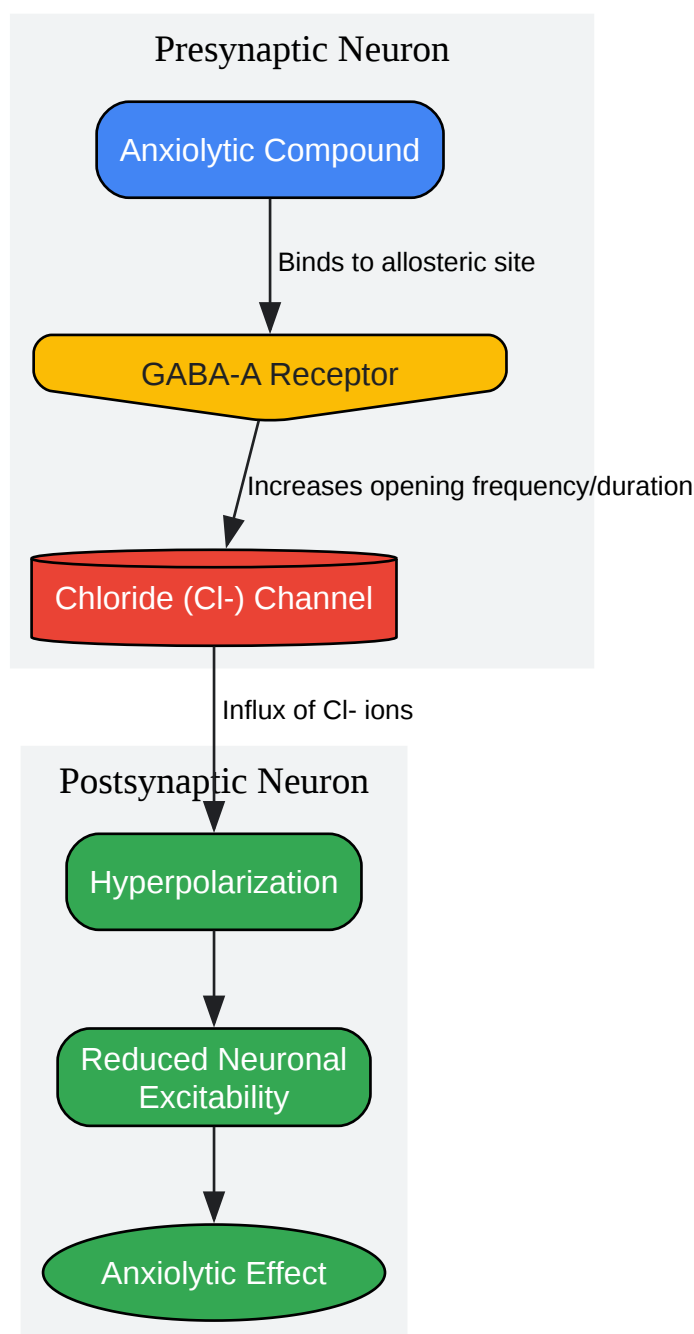 Presynaptic Neuron
Anxiolytic Compound
Binds to allosteric site
GABA-A Receptor
Increases opening frequency/duration
Chloride (Cl-) Channel
Influx of Cl- ions
Postsynaptic Neuron
Hyperpolarization
Reduced Neuronal
Excitability
Anxiolytic Effect